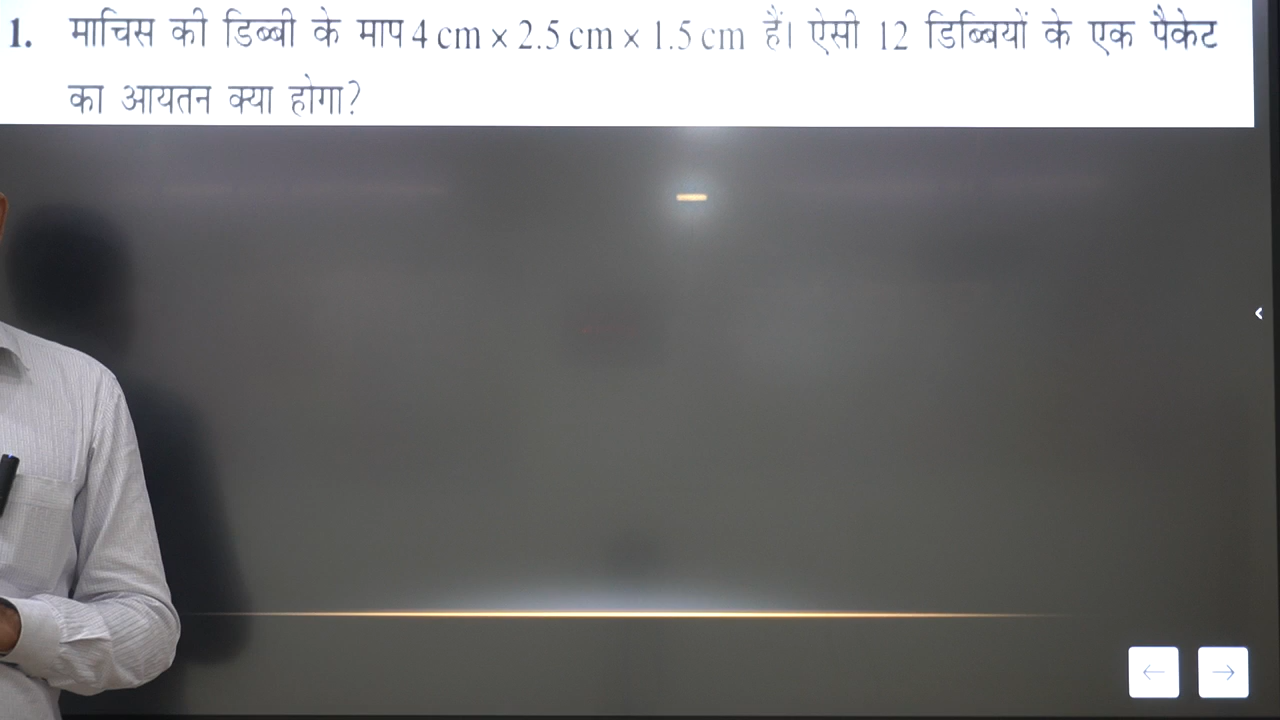 1. माचिस की डिब्बी के माप 4 cm × 2.5 cm × 1.5 cm हैं। ऐसी 12 डिब्बियों के एक पैकेट
का आयतन क्या होगा?